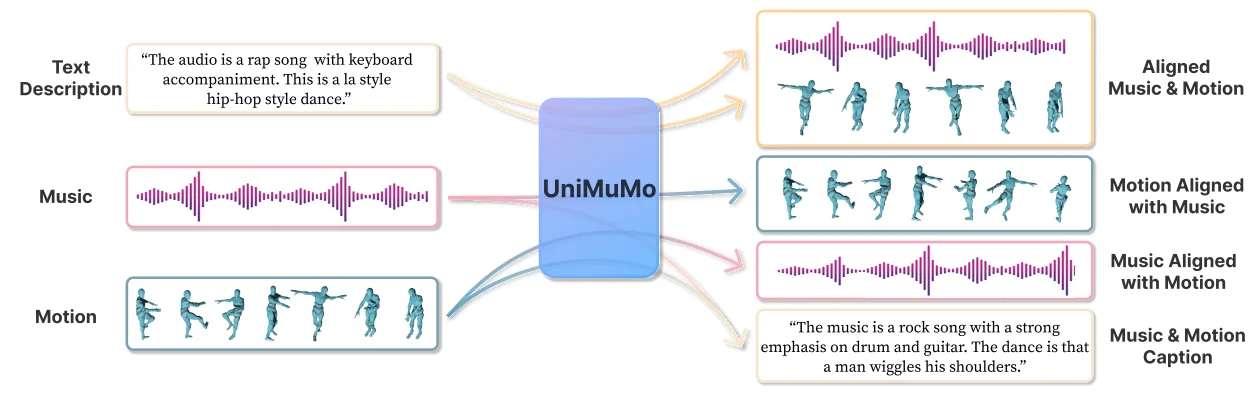 Text
Description
“The audio is a rap song with keyboard
accompaniment. This is a la style
hip-hop style dance.”
Music
Motion
UniMuMo
Aligned
Music & Motion
Motion Aligned
with Music
Music Aligned
with Motion
“The music is a rock song with a strong
emphasis on drum and guitar. The dance is that
a man wiggles his shoulders.”
Music & Motion
Caption